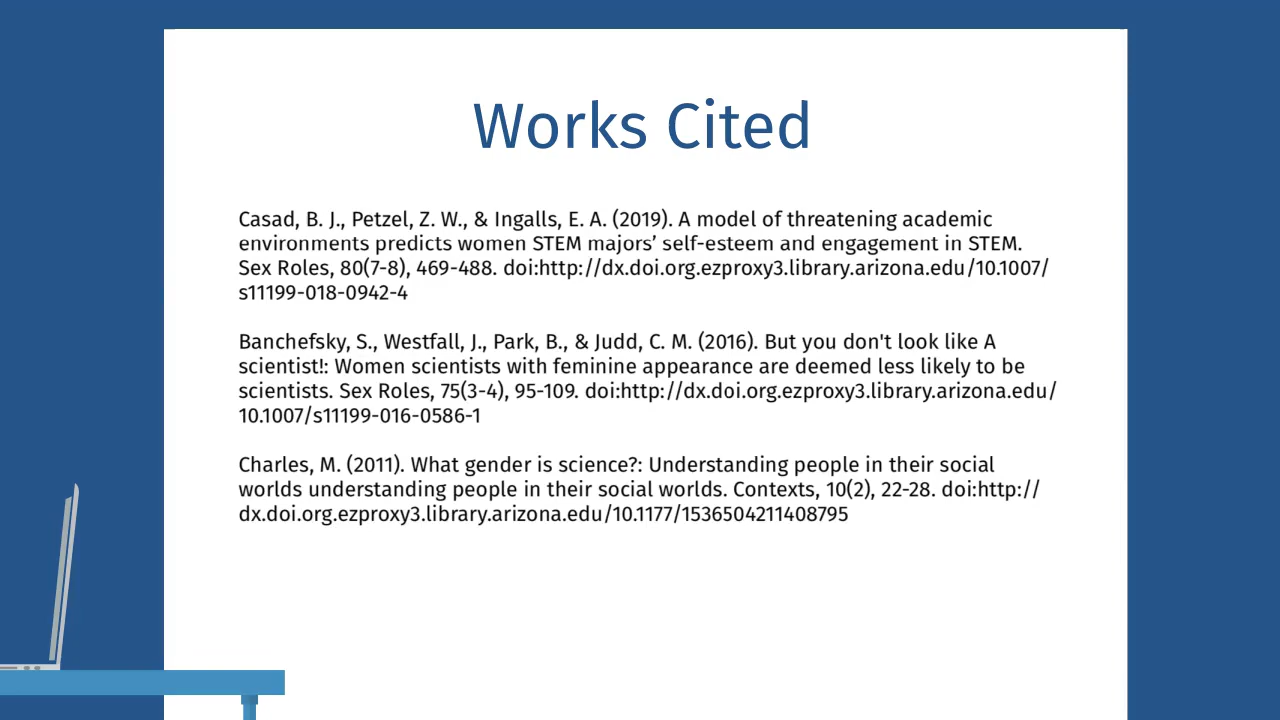 Works Cited
Casad, B. J., Petzel, Z. W., & Ingalls, E. A. (2019). A model of threatening academic
environments predicts women STEM majors’ self-esteem and engagement in STEM.
Sex Roles, 80(7-8), 469-488. doi:http://dx.doi.org.ezproxy3.library.arizona.edu/10.1007/
s11199-018-0942-4
Banchefsky, S., Westfall, J., Park, B., & Judd, C. M. (2016). But you don't look like A
scientist!: Women scientists with feminine appearance are deemed less likely to be
scientists. Sex Roles, 75(3-4), 95-109. doi:http://dx.doi.org.ezproxy3.library.arizona.edu/
10.1007/s11199-016-0586-1
Charles, M. (2011). What gender is science?: Understanding people in their social
worlds understanding people in their social worlds. Contexts, 10(2), 22-28. doi:http://
dx.doi.org.ezproxy3.library.arizona.edu/10.1177/1536504211408795